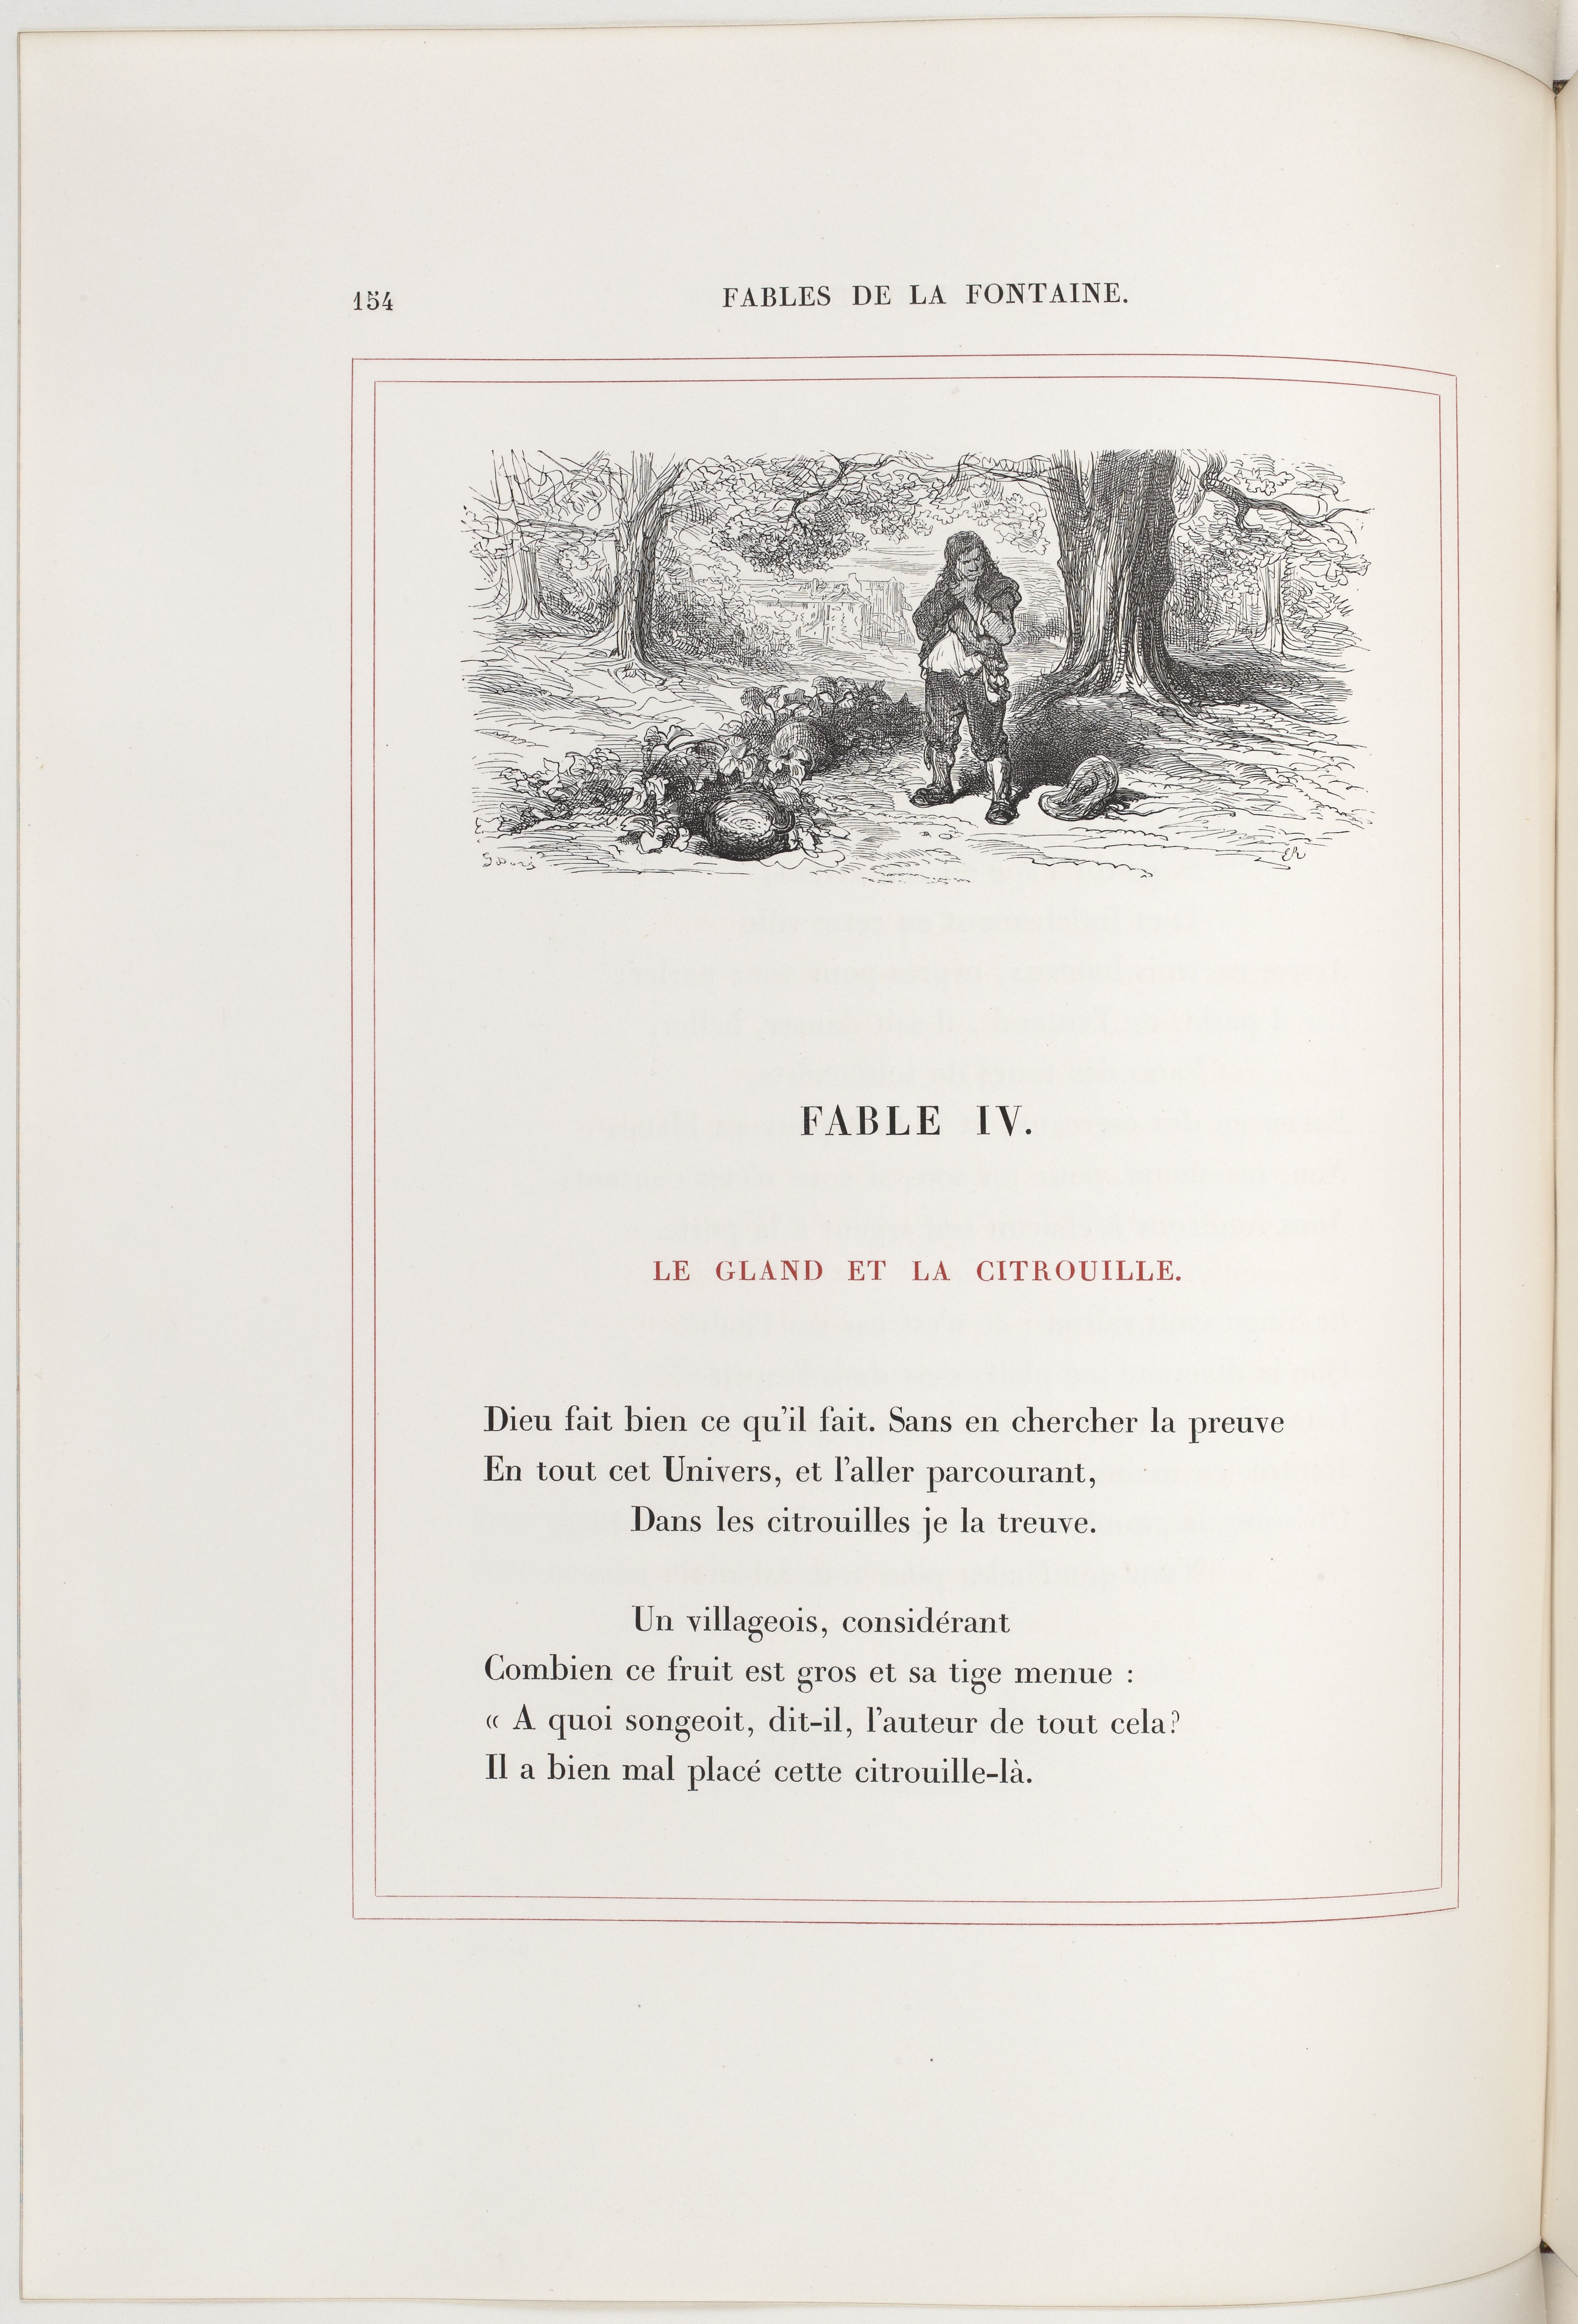 154
FABLES DE LA FONTAINE.
G Doré
FABLE IV.
LE GLAND ET LA CITROUILLE.
Dieu fait bien ce qu'il fait. Sans en chercher la preuve
En tout cet Univers, et l'aller parcourant,
Dans les citrouilles je la treuve.
Un villageois, considérant
Combien ce fruit est gros et sa tige menue :
« A quoi songeoit, dit-il, l'auteur de tout cela?
Il a bien mal placé cette citrouille-là.